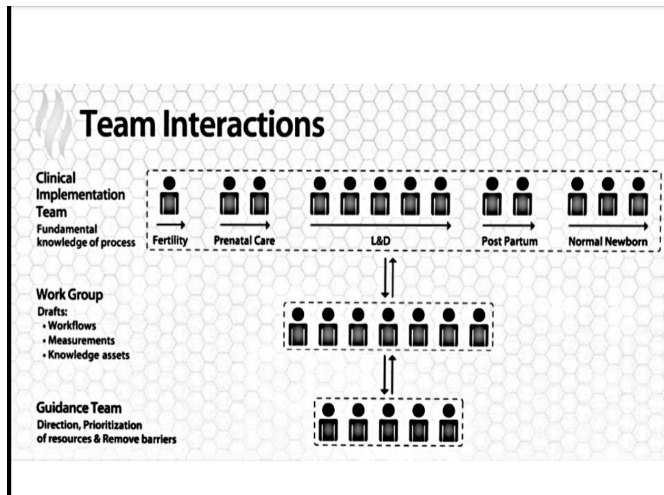 Team Interactions
Clinical
Implementation
Team
Fundamental
knowledge of process
Fertility
Prenatal Care
L&D
Post Partum
Normal Newborn
Work Group
Drafts:
• Workflows
• Measurements
• Knowledge assets
Guidance Team
Direction, Prioritization
of resources & Remove barriers